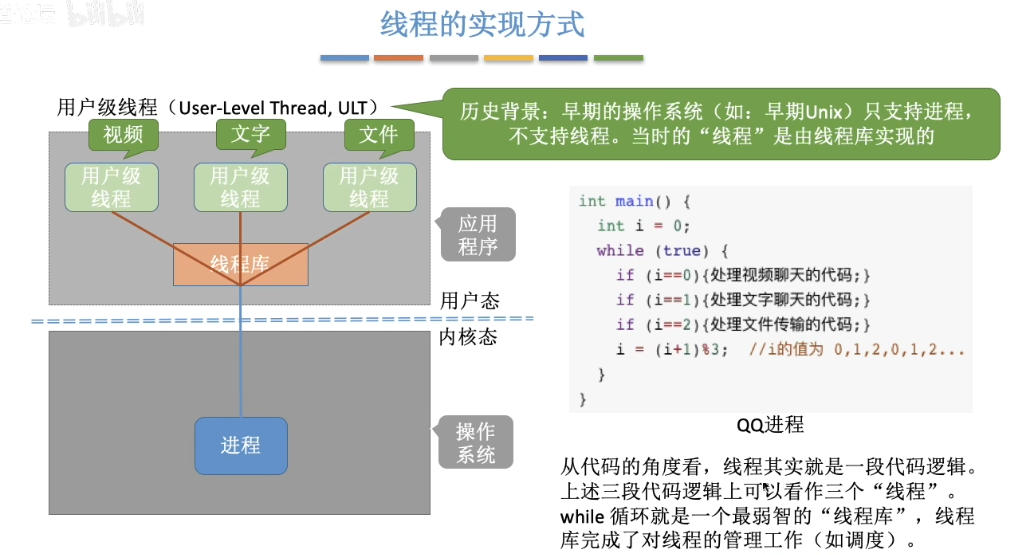 线程的实现方式
用户级线程（User-Level Thread, ULT）
历史背景：早期的操作系统（如：早期Unix）只支持进程，
不支持线程。当时的“线程”是由线程库实现的
视频
文字
文件
用户级
线程
用户级
线程
用户级
线程
线程库
应用
程序
用户态
内核态
进程
操作
系统
int main() {
int i = 0;
while (true) {
if (i==0){处理视频聊天的代码;}
if (i==1){处理文字聊天的代码;}
if (i==2){处理文件传输的代码;}
i = (i+1)%3; //i的值为 0,1,2,0,1,2...
}
}
QQ进程
从代码的角度看，线程其实就是一段代码逻辑。
上述三段代码逻辑上可以看作三个“线程”。
while 循环就是一个最弱智的“线程库”，线程
库完成了对线程的管理工作（如调度）。